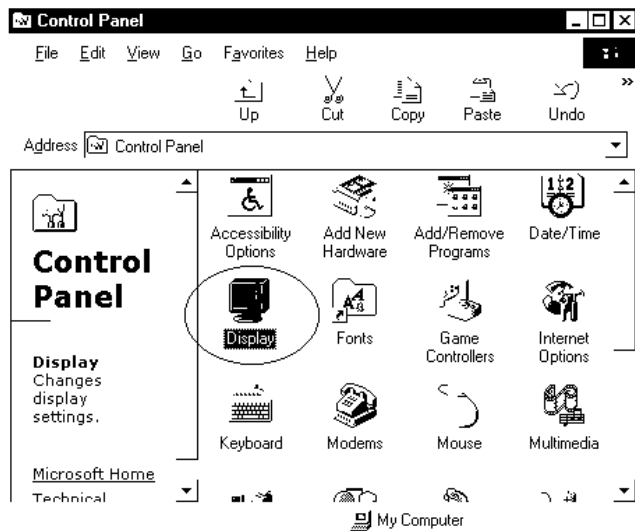 Control Panel
File Edit View Go Favorites Help
Up Cut Copy Paste Undo »
Address Control Panel
Control
Panel
Display
Changes
display
settings.
Microsoft Home
Technical
Accessibility
Options
Add New
Hardware
Add/Remove
Programs
Date/Time
Display
Fonts
Game
Controllers
Internet
Options
Keyboard
Modems
Mouse
Multimedia
My Computer